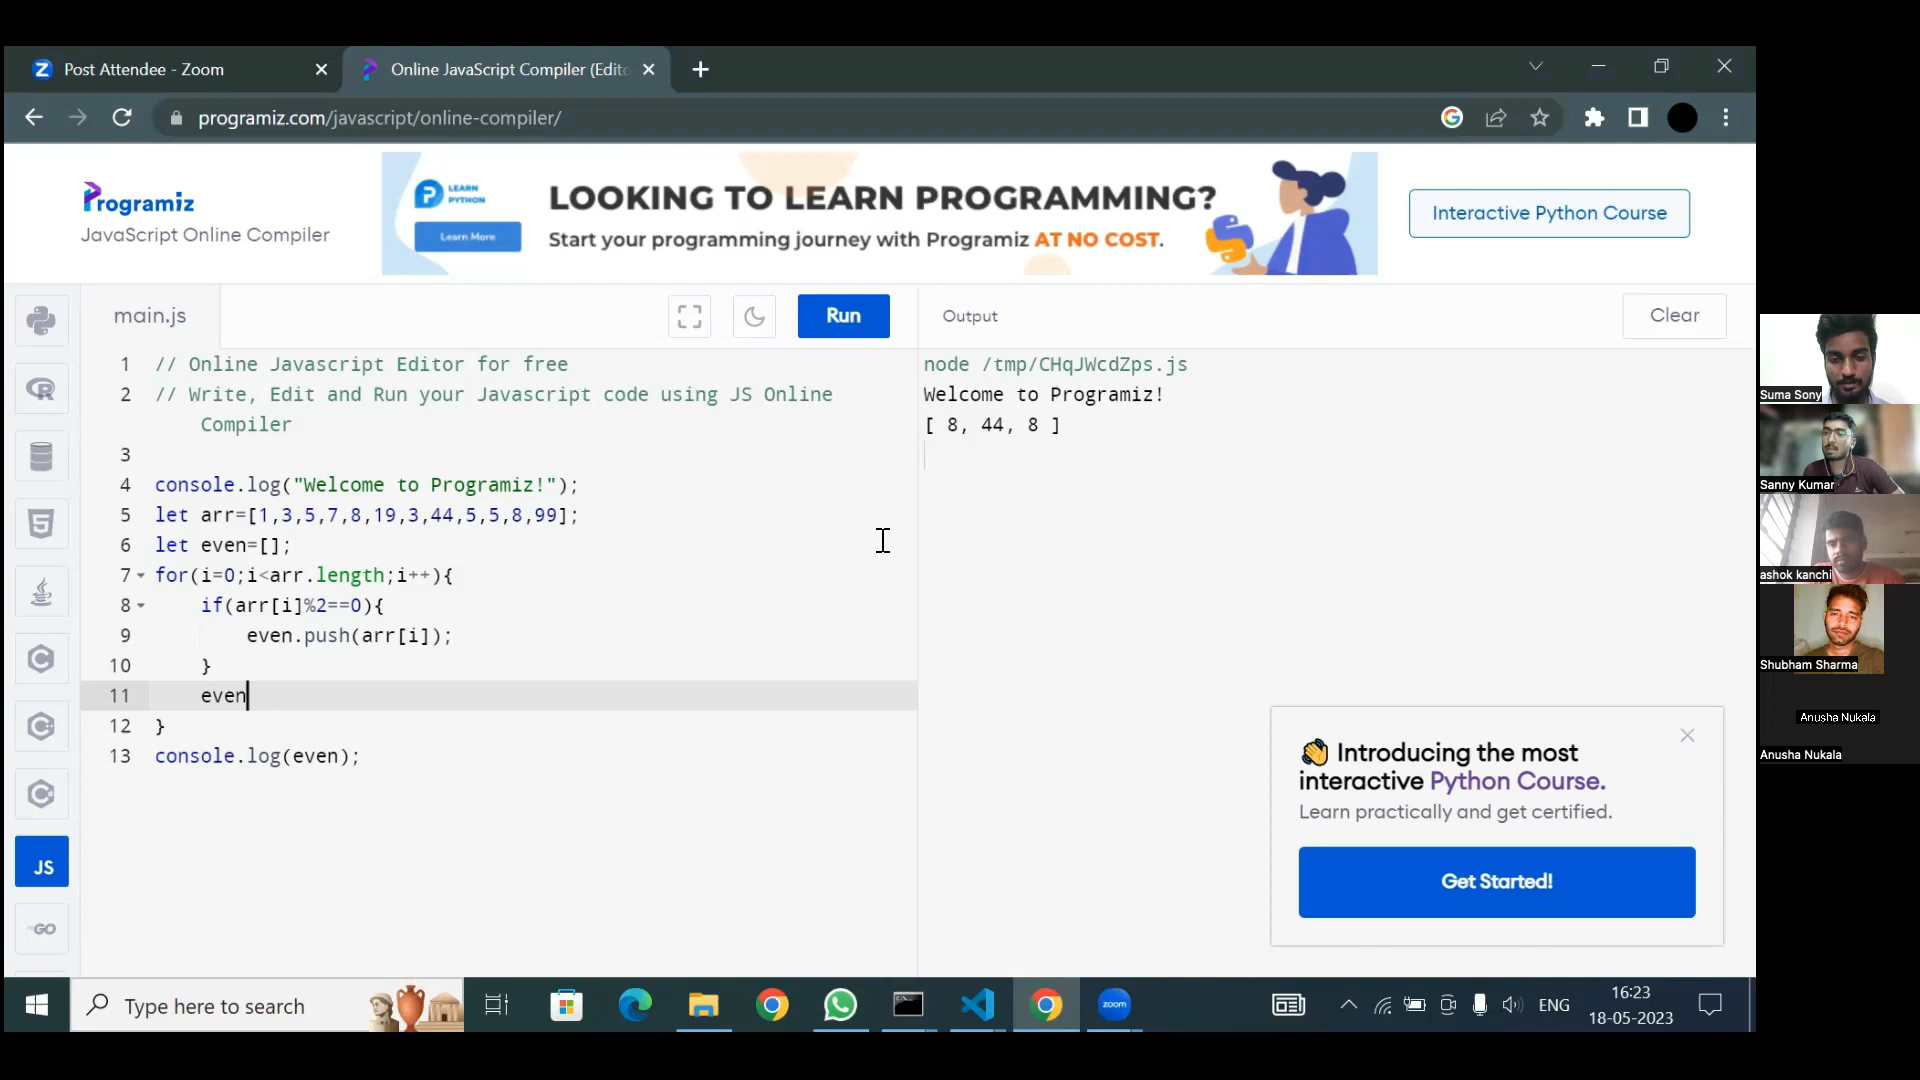 Post Attendee - Zoom
Online JavaScript Compiler (Edito
programiz.com/javascript/online-compiler/
Programiz
JavaScript Online Compiler
LEARN
PYTHON
Learn More
LOOKING TO LEARN PROGRAMMING?
Start your programming journey with Programiz AT NO COST.
Interactive Python Course
main.js
Run
Output
Clear
1 // Online Javascript Editor for free
2 // Write, Edit and Run your Javascript code using JS Online
Compiler
3
4 console.log("Welcome to Programiz!");
5 let arr=[1,3,5,7,8,19,3,44,5,5,8,99];
6 let even=[];
7 for(i=0;i<arr.length;i++){
8 if(arr[i]%2==0){
9 even.push(arr[i]);
10 }
11 even
12 }
13 console.log(even);
node /tmp/CHqJWcdZps.js
Welcome to Programiz!
[ 8, 44, 8 ]
👋 Introducing the most
interactive Python Course.
Learn practically and get certified.
Get Started!
JS
GO
Suma Sony
Sanny Kumar
ashok kanchi
Shubham Sharma
Anusha Nukala
Anusha Nukala
Type here to search
zoom
ENG
16:23
18-05-2023